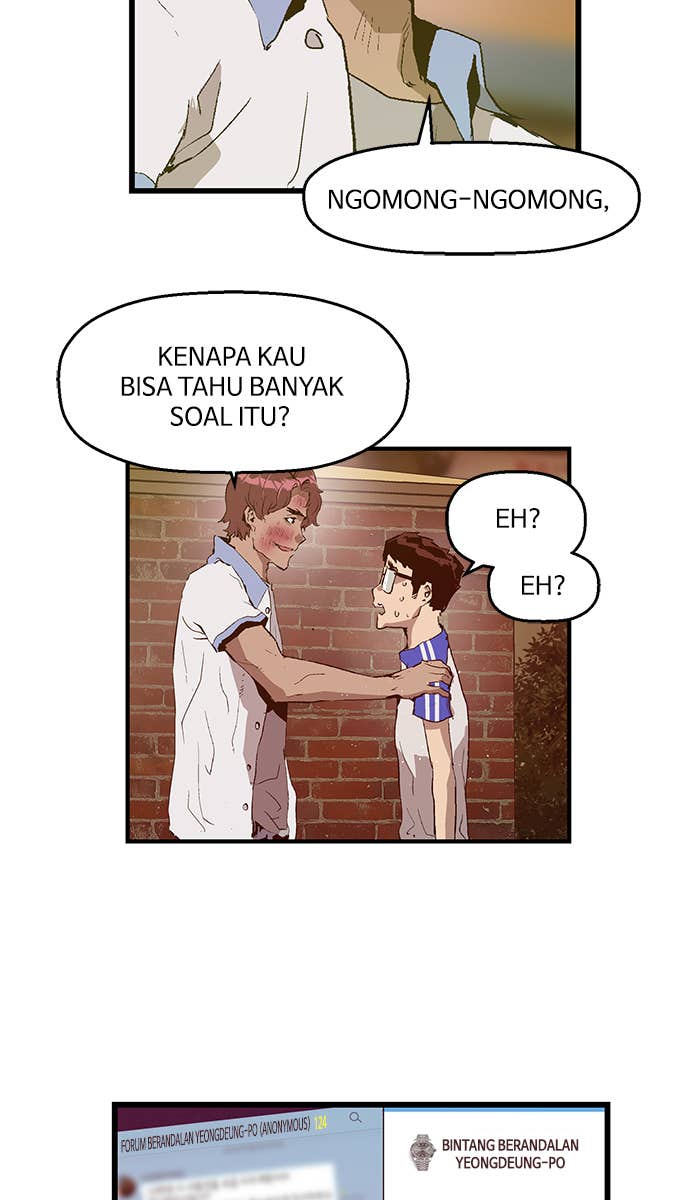 NGOMONG-NGOMONG,
KENAPA KAU
BISA TAHU BANYAK
SOAL ITU?
EH?
EH?
FORUM BERANDALAN YEONGDEUNG-PO (ANONYMOUS) 124
BINTANG BERANDALAN
YEONGDEUNG-PO